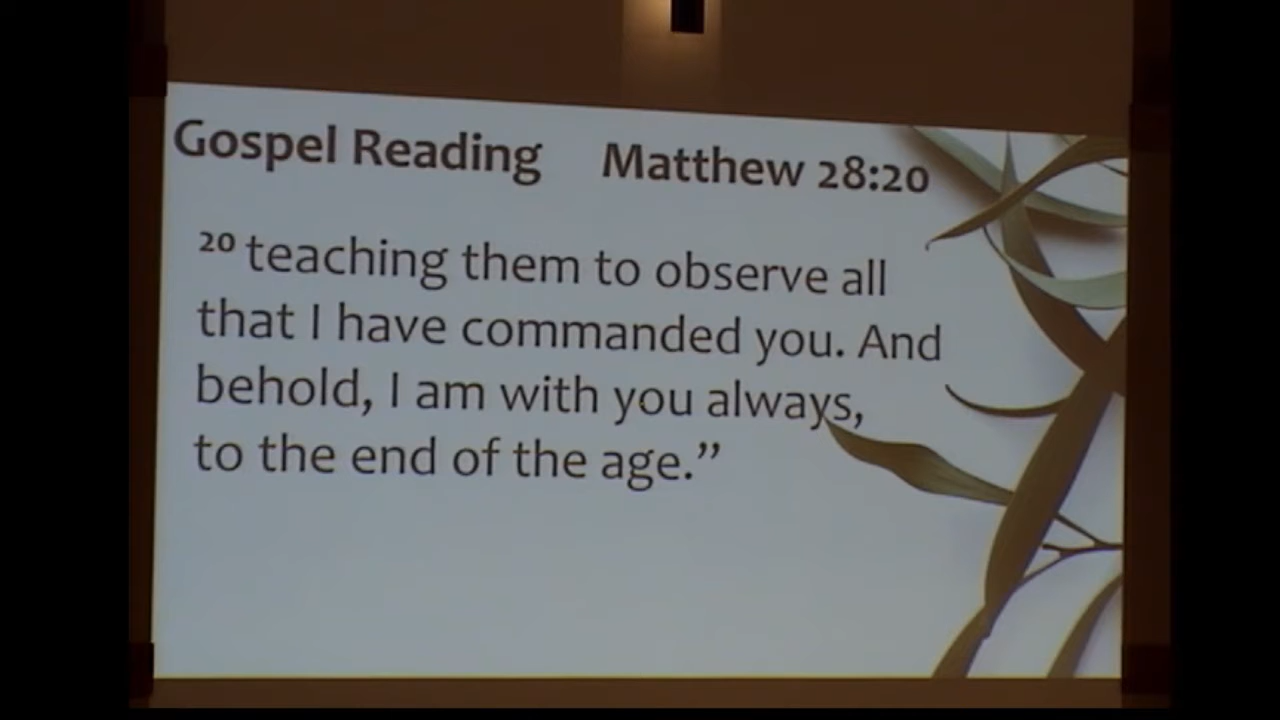 Gospel Reading Matthew 28:20
20 teaching them to observe all
that I have commanded you. And
behold, I am with you always,
to the end of the age.”